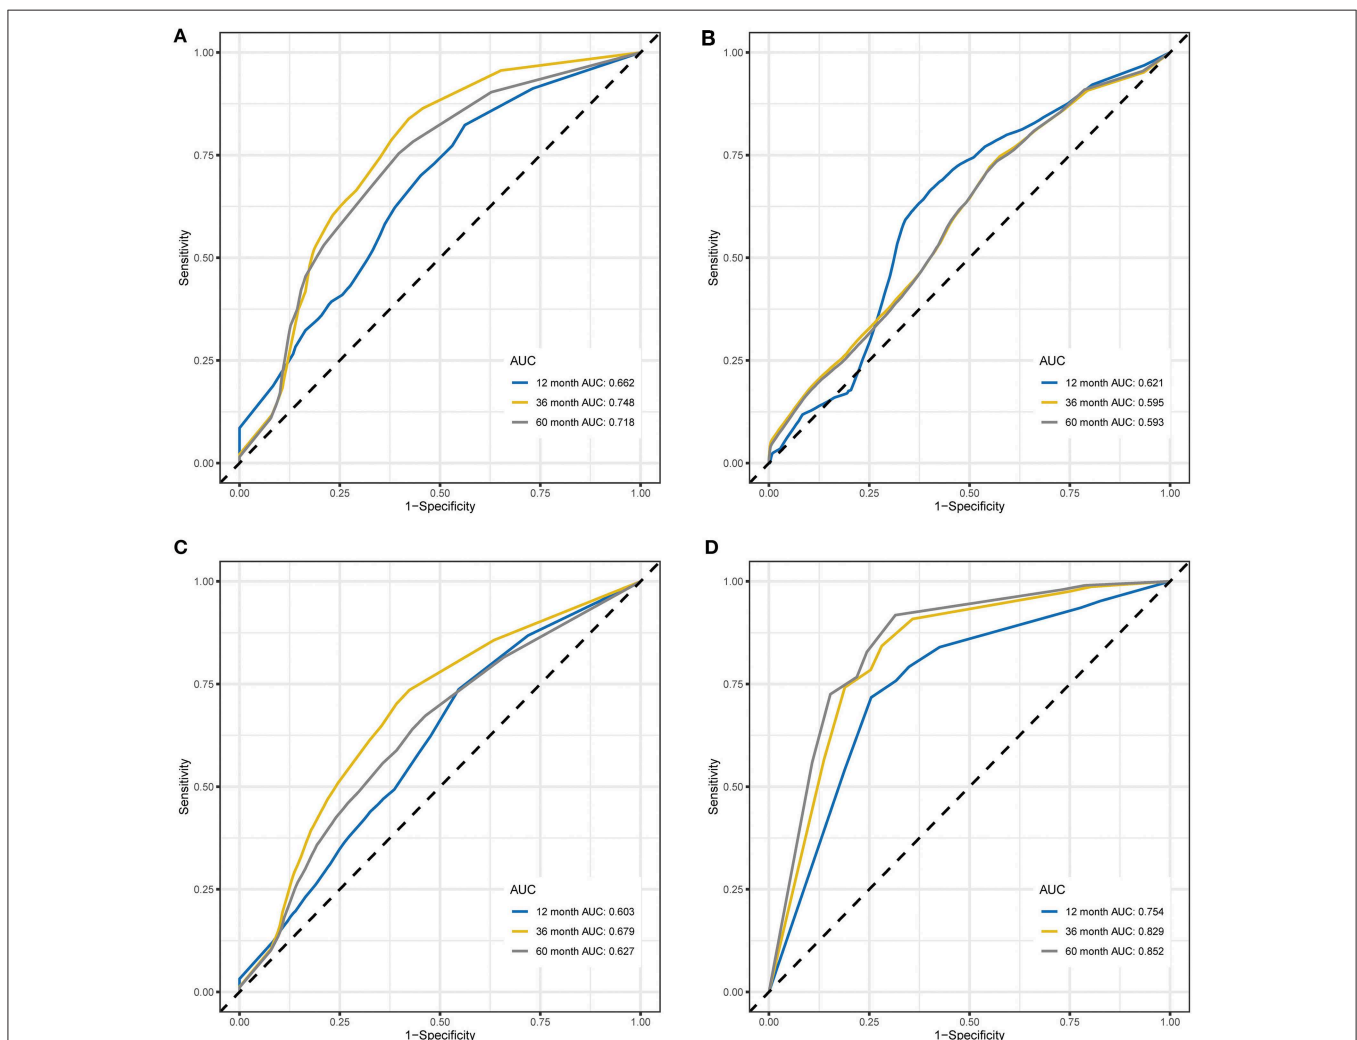 A
1.00
0.75
0.50
0.25
0.00
Sensitivity
AUC
12 month AUC: 0.662
36 month AUC: 0.748
60 month AUC: 0.718
0.00 0.25 0.50 0.75 1.00
1−Specificity
B
1.00
0.75
0.50
0.25
0.00
Sensitivity
AUC
12 month AUC: 0.621
36 month AUC: 0.595
60 month AUC: 0.593
0.00 0.25 0.50 0.75 1.00
1−Specificity
C
1.00
0.75
0.50
0.25
0.00
Sensitivity
AUC
12 month AUC: 0.603
36 month AUC: 0.679
60 month AUC: 0.627
0.00 0.25 0.50 0.75 1.00
1−Specificity
D
1.00
0.75
0.50
0.25
0.00
Sensitivity
AUC
12 month AUC: 0.754
36 month AUC: 0.829
60 month AUC: 0.852
0.00 0.25 0.50 0.75 1.00
1−Specificity